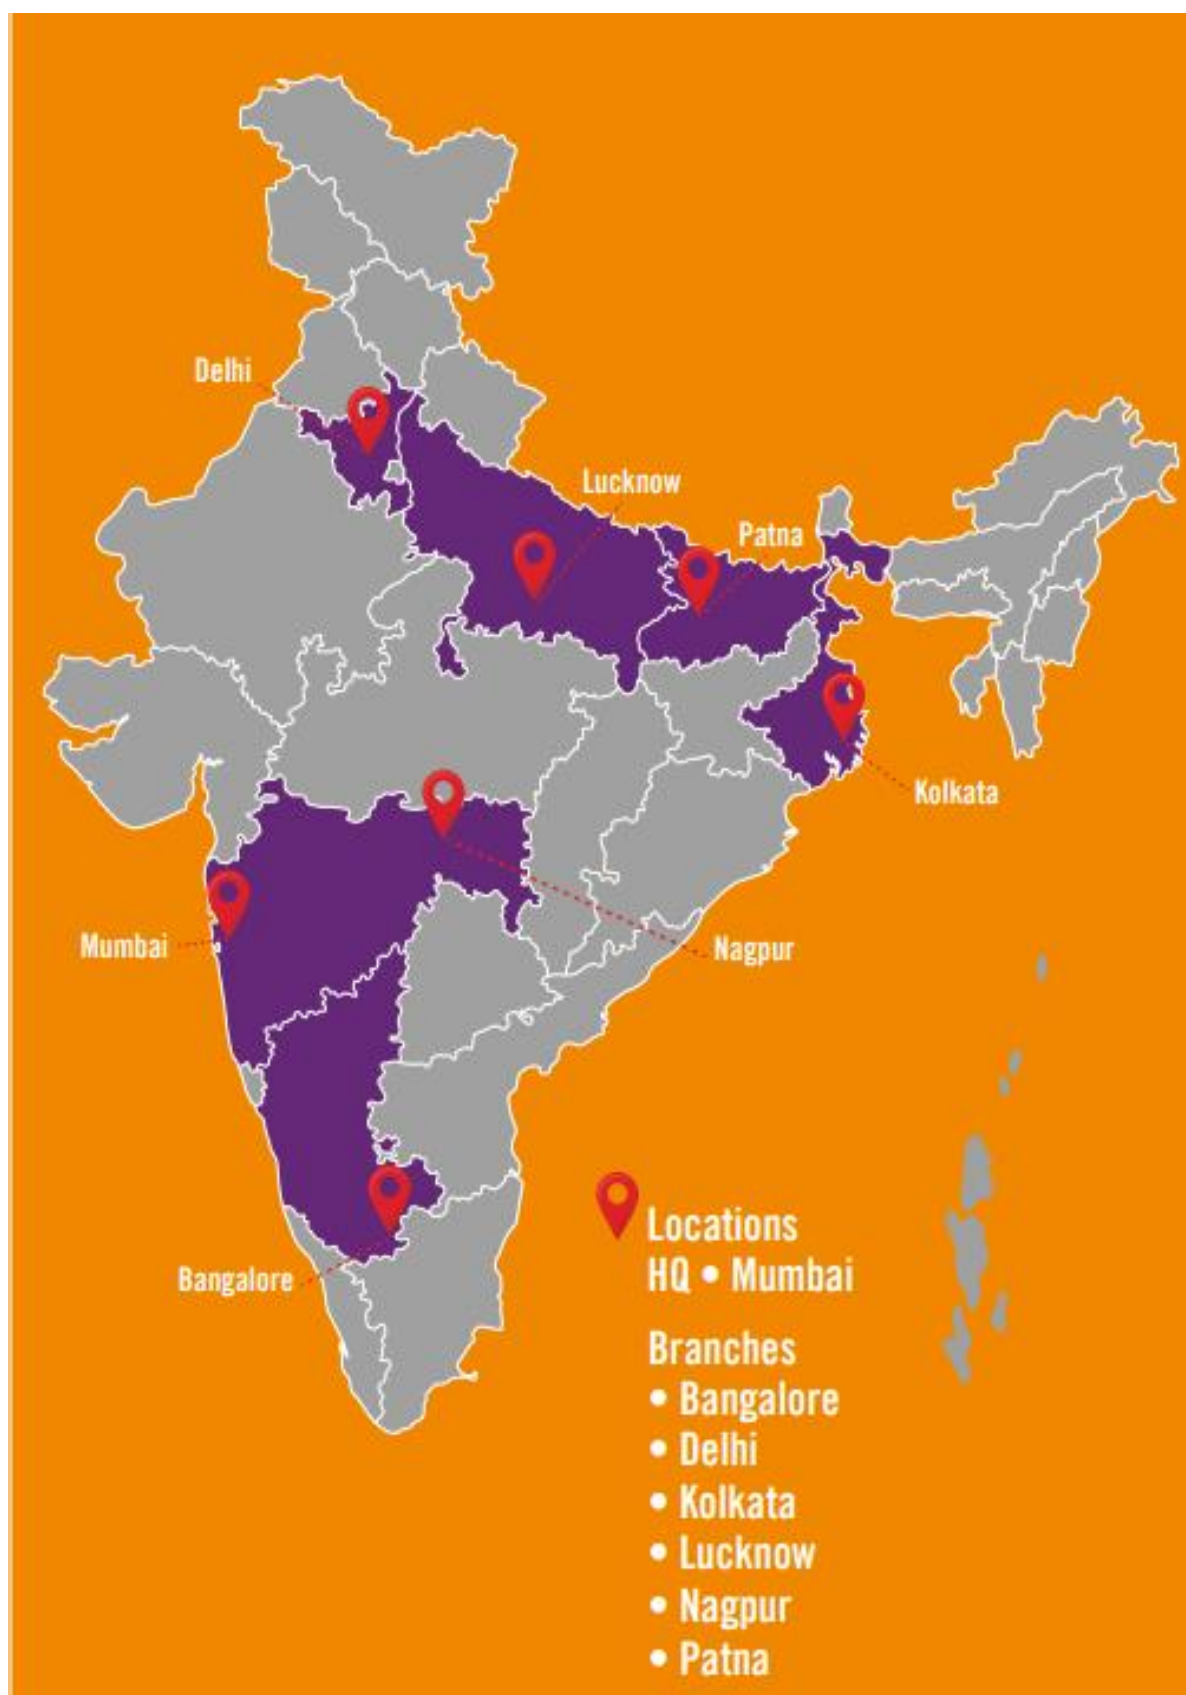 Delhi
Lucknow
Patna
Kolkata
Mumbai
Nagpur
Bangalore
Locations
HQ • Mumbai
Branches
• Bangalore
• Delhi
• Kolkata
• Lucknow
• Nagpur
• Patna